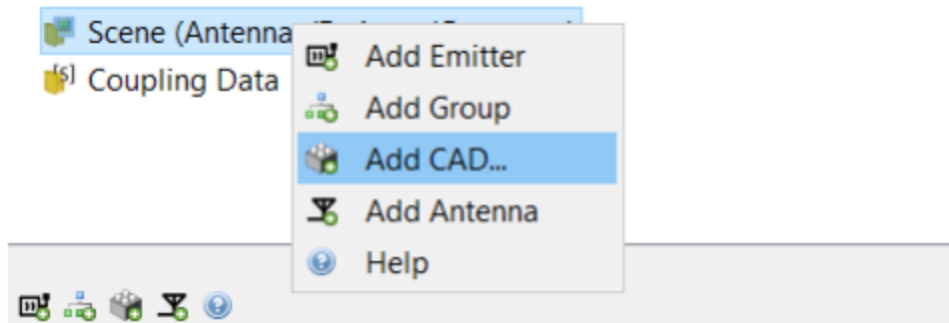 Scene (Antenna
Coupling Data
Add Emitter
Add Group
Add CAD...
Add Antenna
Help